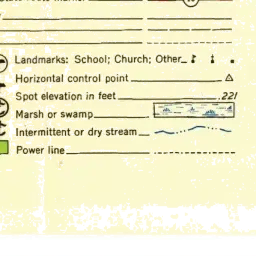 Landmarks: School; Church; Other
Horizontal control point
Spot elevation in feet .221
Marsh or swamp
Intermittent or dry stream
Power line